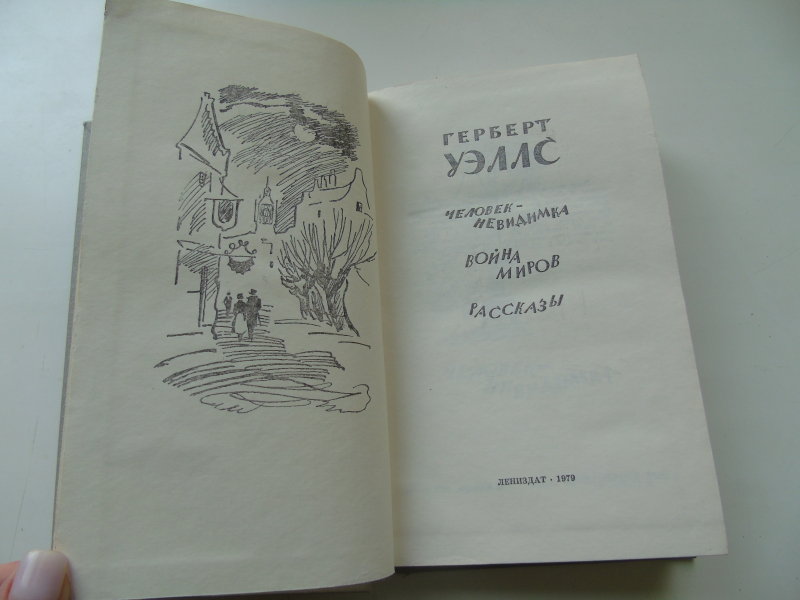 ГЕРБЕРТ
УЭЛЛС
ЧЕЛОВЕК-
НЕВИДИМКА
ВОЙНА
МИРОВ
РАССКАЗЫ
ЛЕНИЗДАТ · 1979